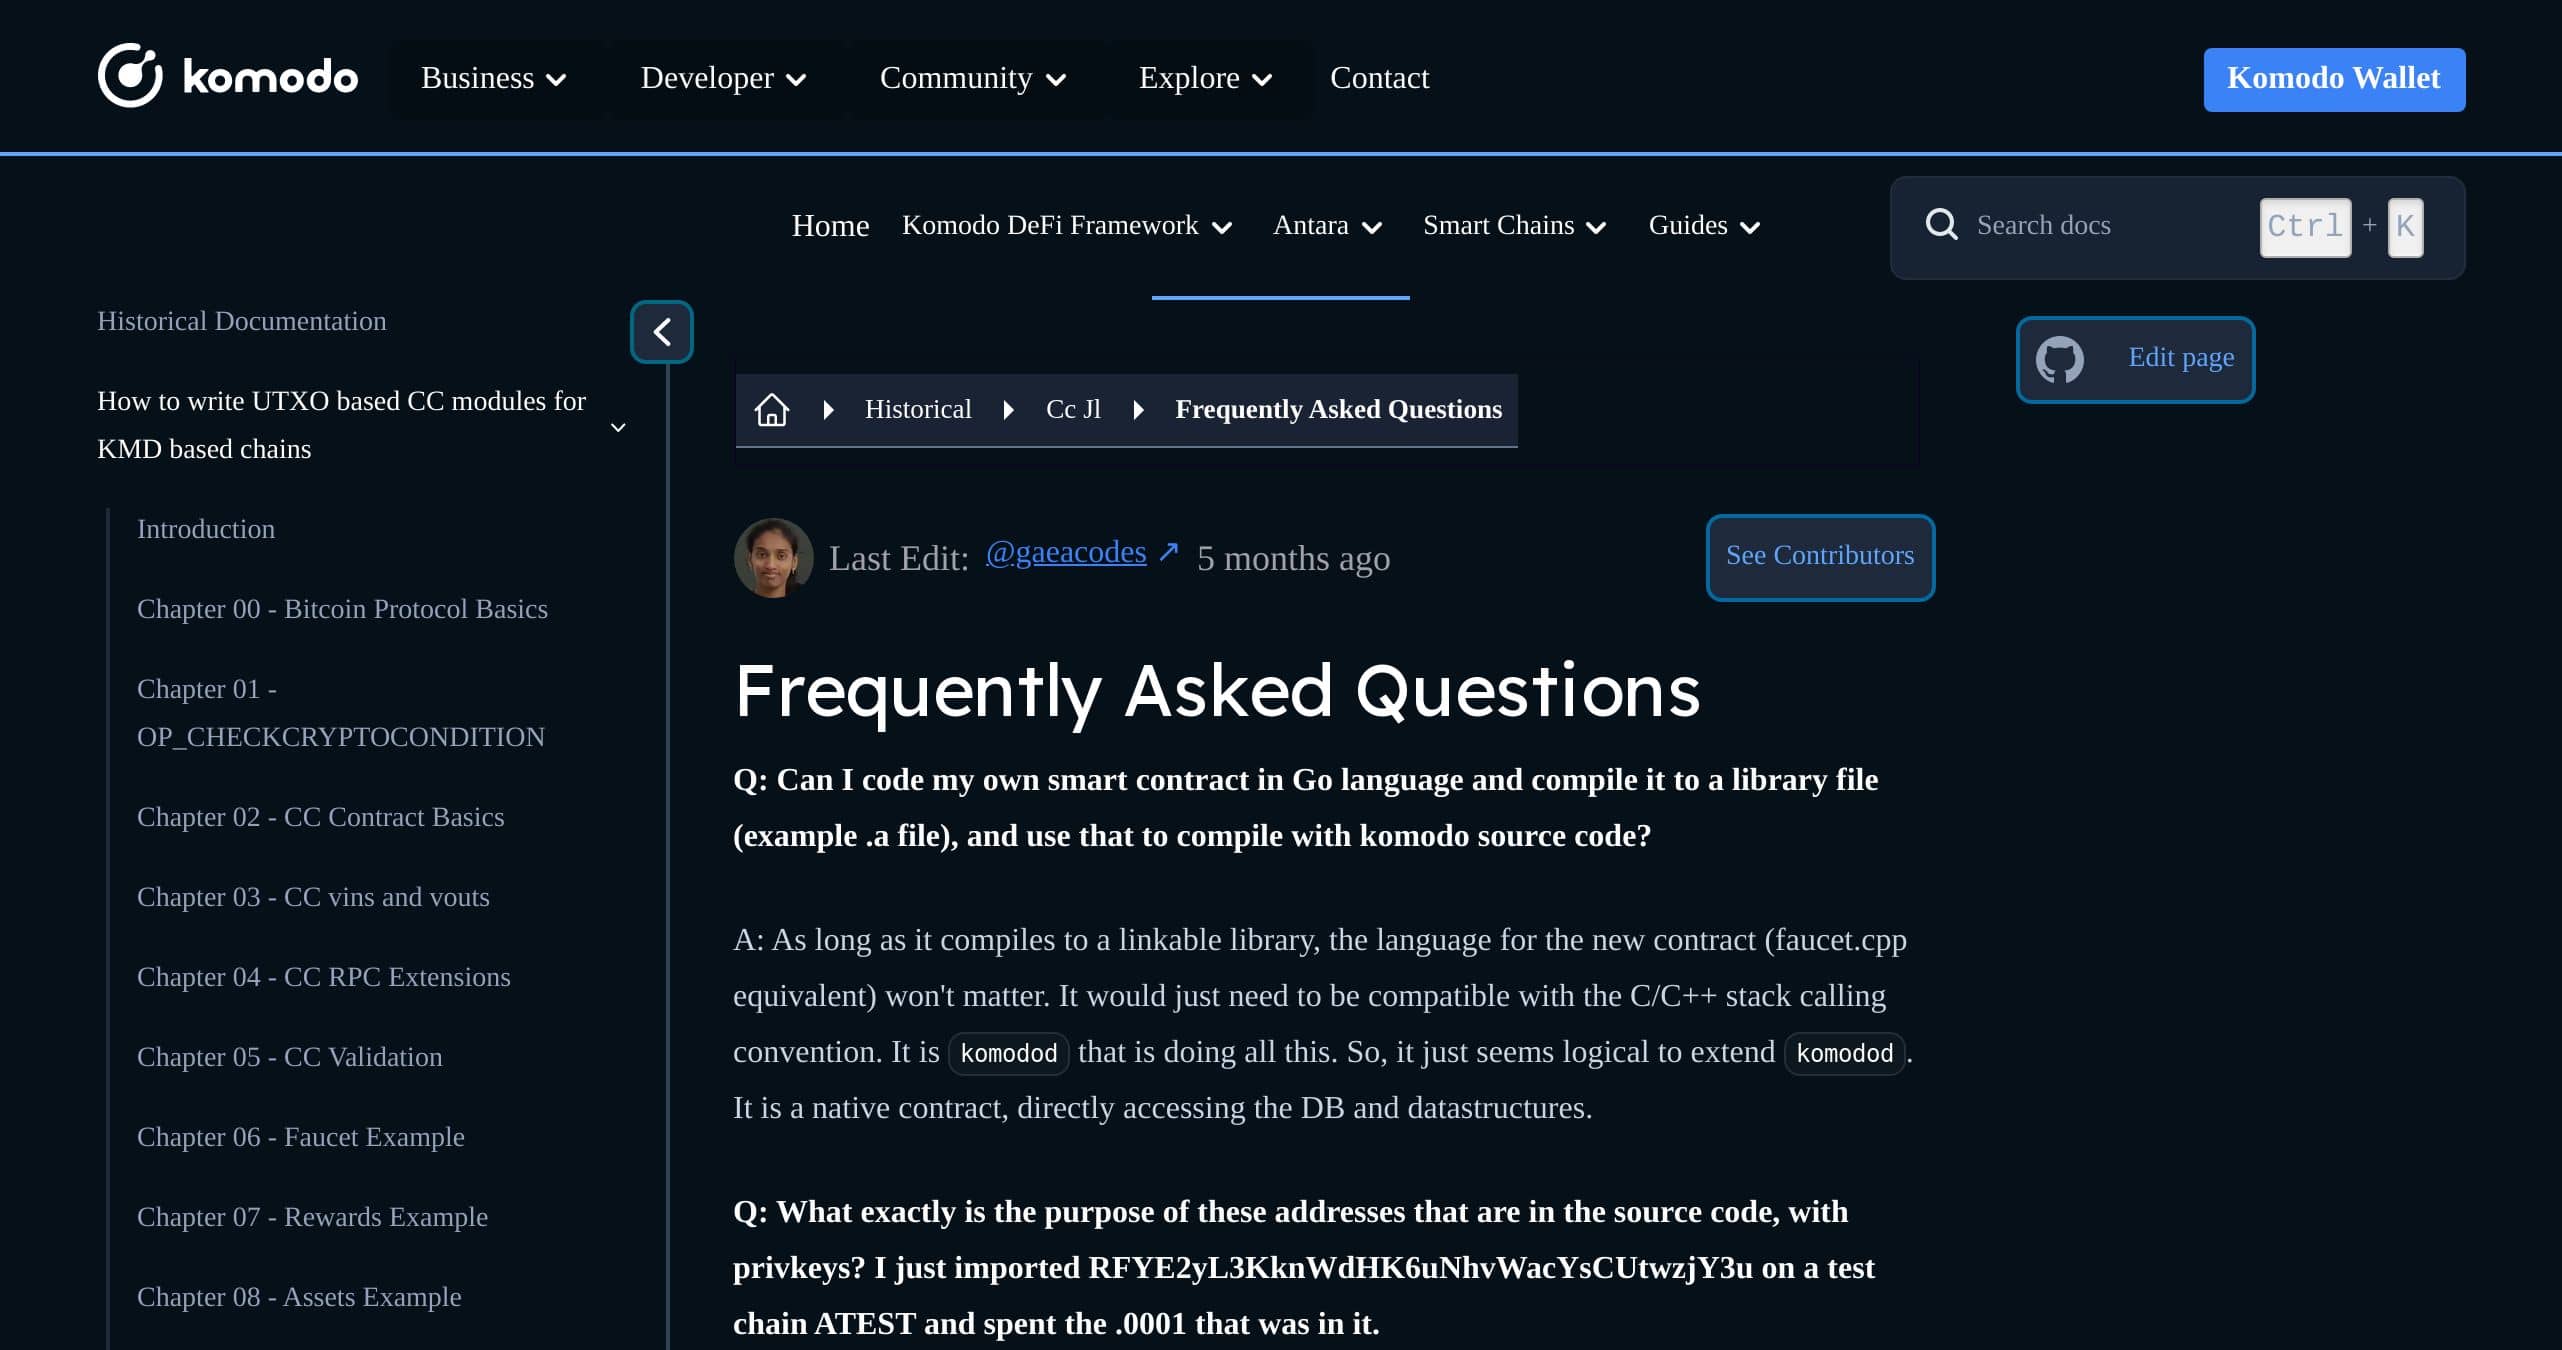 komodo
Business
Developer
Community
Explore
Contact
Komodo Wallet
Home
Komodo DeFi Framework
Antara
Smart Chains
Guides
Search docs
Ctrl + K
Historical Documentation
How to write UTXO based CC modules for
KMD based chains
Introduction
Chapter 00 - Bitcoin Protocol Basics
Chapter 01 -
OP_CHECKCRYPTOCONDITION
Chapter 02 - CC Contract Basics
Chapter 03 - CC vins and vouts
Chapter 04 - CC RPC Extensions
Chapter 05 - CC Validation
Chapter 06 - Faucet Example
Chapter 07 - Rewards Example
Chapter 08 - Assets Example
Historical
Cc Jl
Frequently Asked Questions
Edit page
Last Edit: @gaeacodes ↗ 5 months ago
See Contributors
Frequently Asked Questions
Q: Can I code my own smart contract in Go language and compile it to a library file
(example .a file), and use that to compile with komodo source code?
A: As long as it compiles to a linkable library, the language for the new contract (faucet.cpp
equivalent) won't matter. It would just need to be compatible with the C/C++ stack calling
convention. It is komodod that is doing all this. So, it just seems logical to extend komodod.
It is a native contract, directly accessing the DB and datastructures.
Q: What exactly is the purpose of these addresses that are in the source code, with
privkeys? I just imported RFYE2yL3KknWdHK6uNhvWacYsCUtwzjY3u on a test
chain ATEST and spent the .0001 that was in it.